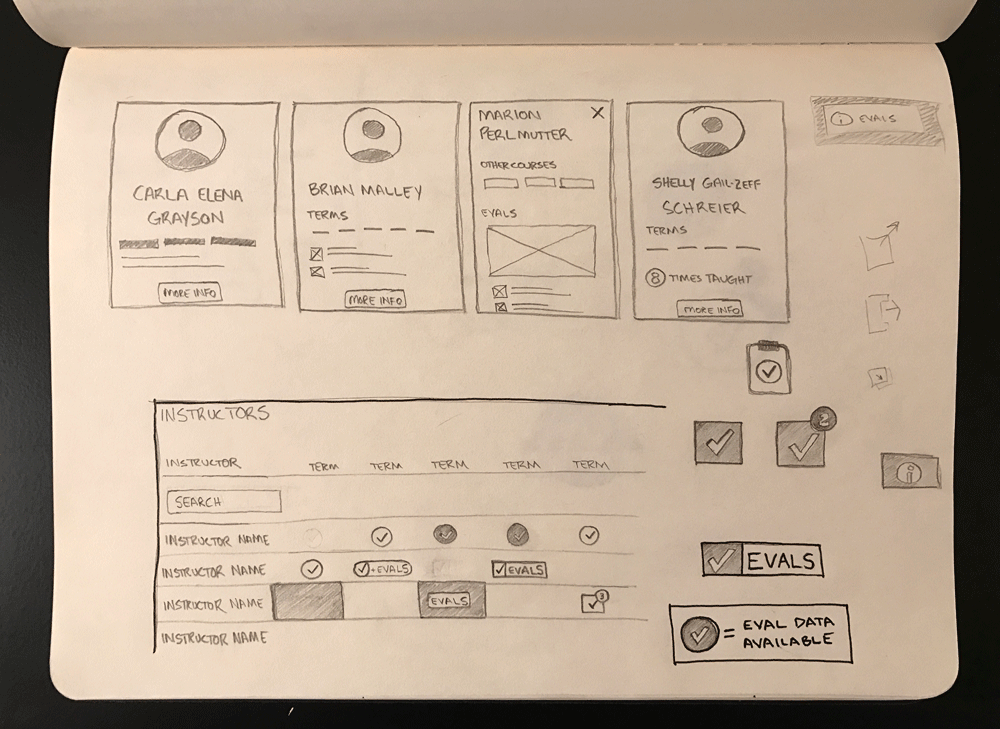 CARLA ELENA
GRAYSON
MORE INFO
BRIAN MALLEY
TERMS
MORE INFO
MARION X
PERLMUTTER
OTHER COURSES
EVALS
SHELLY GAIL-ZEFF
SCHREIER
TERMS
8 TIMES TAUGHT
MORE INFO
i EVALS
INSTRUCTORS
INSTRUCTOR TERM TERM TERM TERM TERM
SEARCH
INSTRUCTOR NAME
INSTRUCTOR NAME +EVALS EVALS
INSTRUCTOR NAME EVALS 3
INSTRUCTOR NAME
2
i
EVALS
= EVAL DATA
AVAILABLE